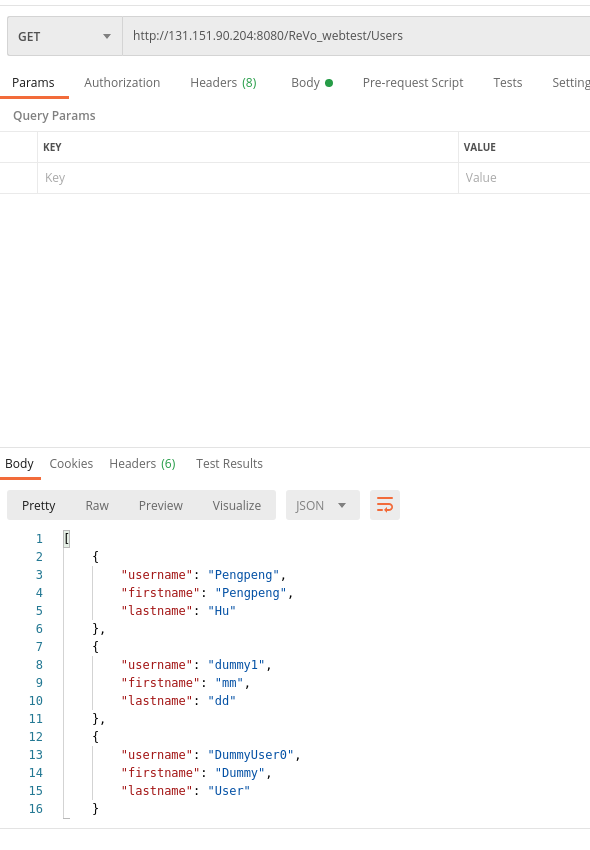 GET http://131.151.90.204:8080/ReVo_webtest/Users
Params Authorization Headers (8) Body Pre-request Script Tests Setting
Query Params
KEY VALUE
Key Value
Body Cookies Headers (6) Test Results
Pretty Raw Preview Visualize JSON
1 [
2 {
3 "username": "Pengpeng",
4 "firstname": "Pengpeng",
5 "lastname": "Hu"
6 },
7 {
8 "username": "dummy1",
9 "firstname": "mm",
10 "lastname": "dd"
11 },
12 {
13 "username": "DummyUser0",
14 "firstname": "Dummy",
15 "lastname": "User"
16 }